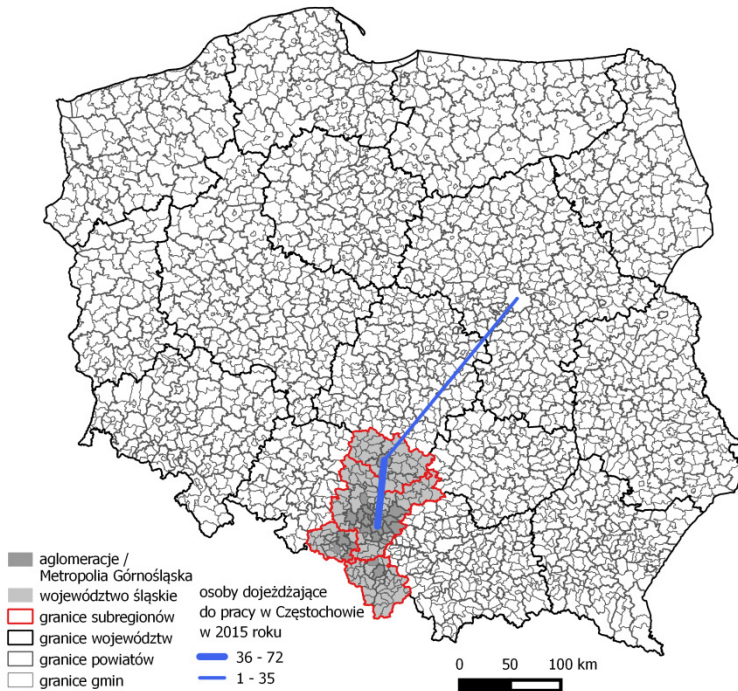 aglomeracje /
Metropolia Górnośląska
województwo śląskie
granice subregionów
granice województw
granice powiatów
granice gmin
osoby dojeżdżające
do pracy w Częstochowie
w 2015 roku
36 - 72
1 - 35
0 50 100 km